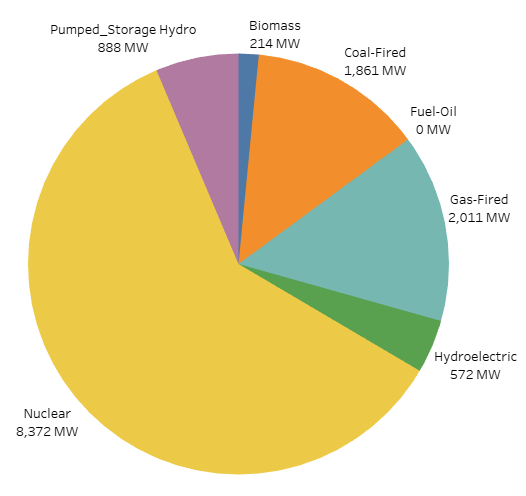 Pumped_Storage Hydro
888 MW
Biomass
214 MW
Coal-Fired
1,861 MW
Fuel-Oil
0 MW
Gas-Fired
2,011 MW
Hydroelectric
572 MW
Nuclear
8,372 MW